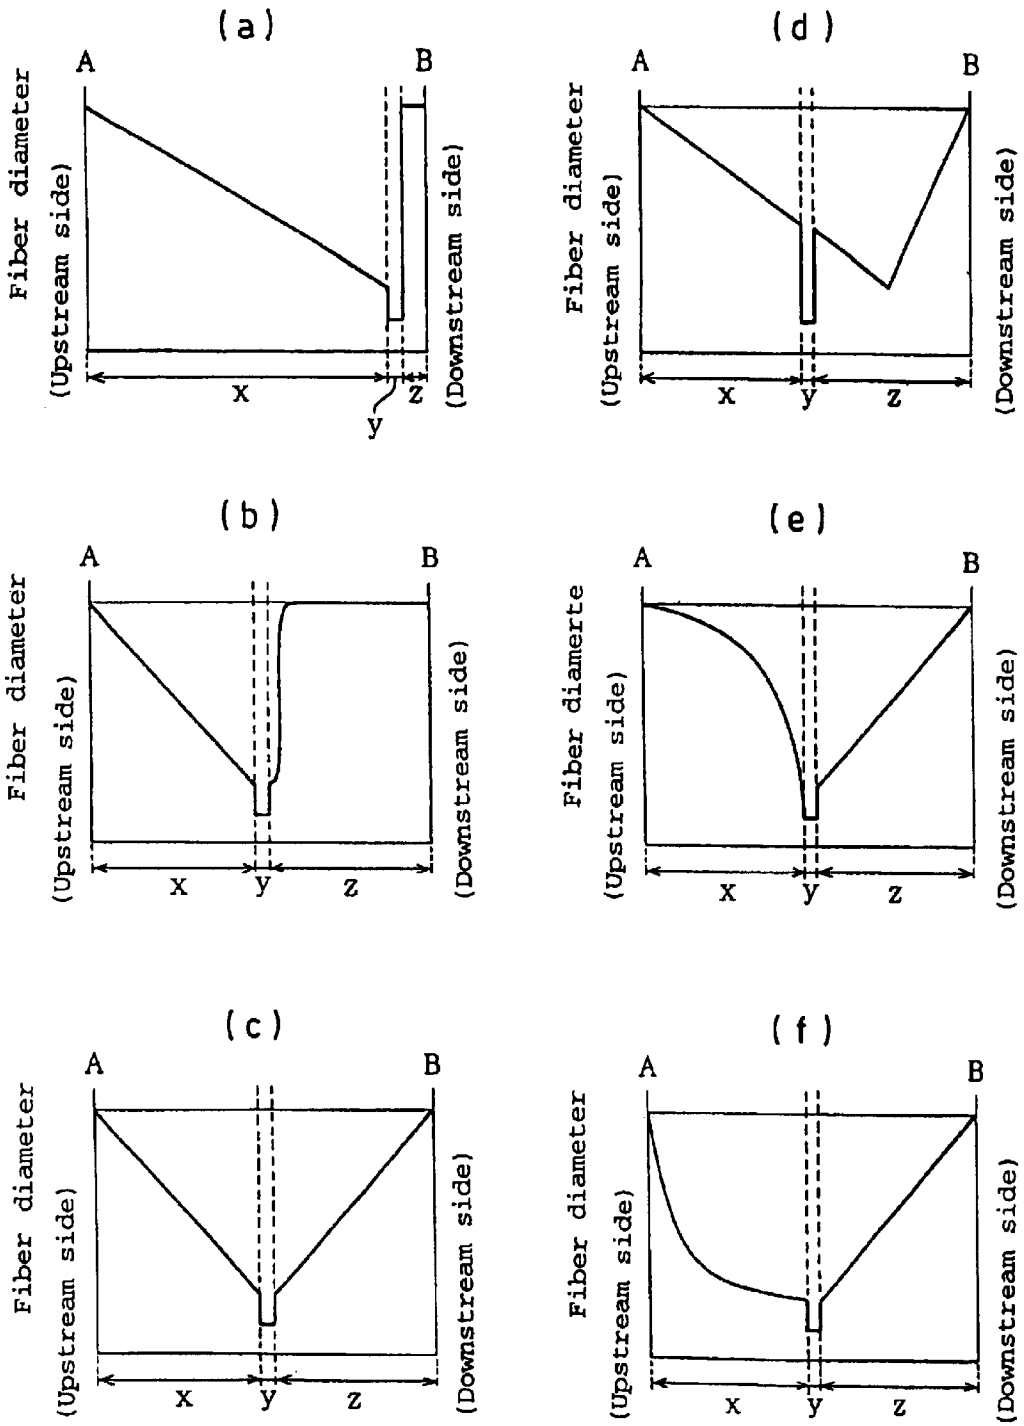 (a)
A
B
Fiber diameter
(Upstream side)
(Downstream side)
x
z
y
(b)
A
B
Fiber diameter
(Upstream side)
(Downstream side)
x
y
z
(c)
A
B
Fiber diameter
(Upstream side)
(Downstream side)
x
y
z
(d)
A
B
Fiber diameter
(Upstream side)
(Downstream side)
x
y
z
(e)
A
B
Fiber diamerte
(Upstream side)
(Downstream side)
x
y
z
(f)
A
B
Fiber diameter
(Upstream side)
(Downstream side)
x
y
z